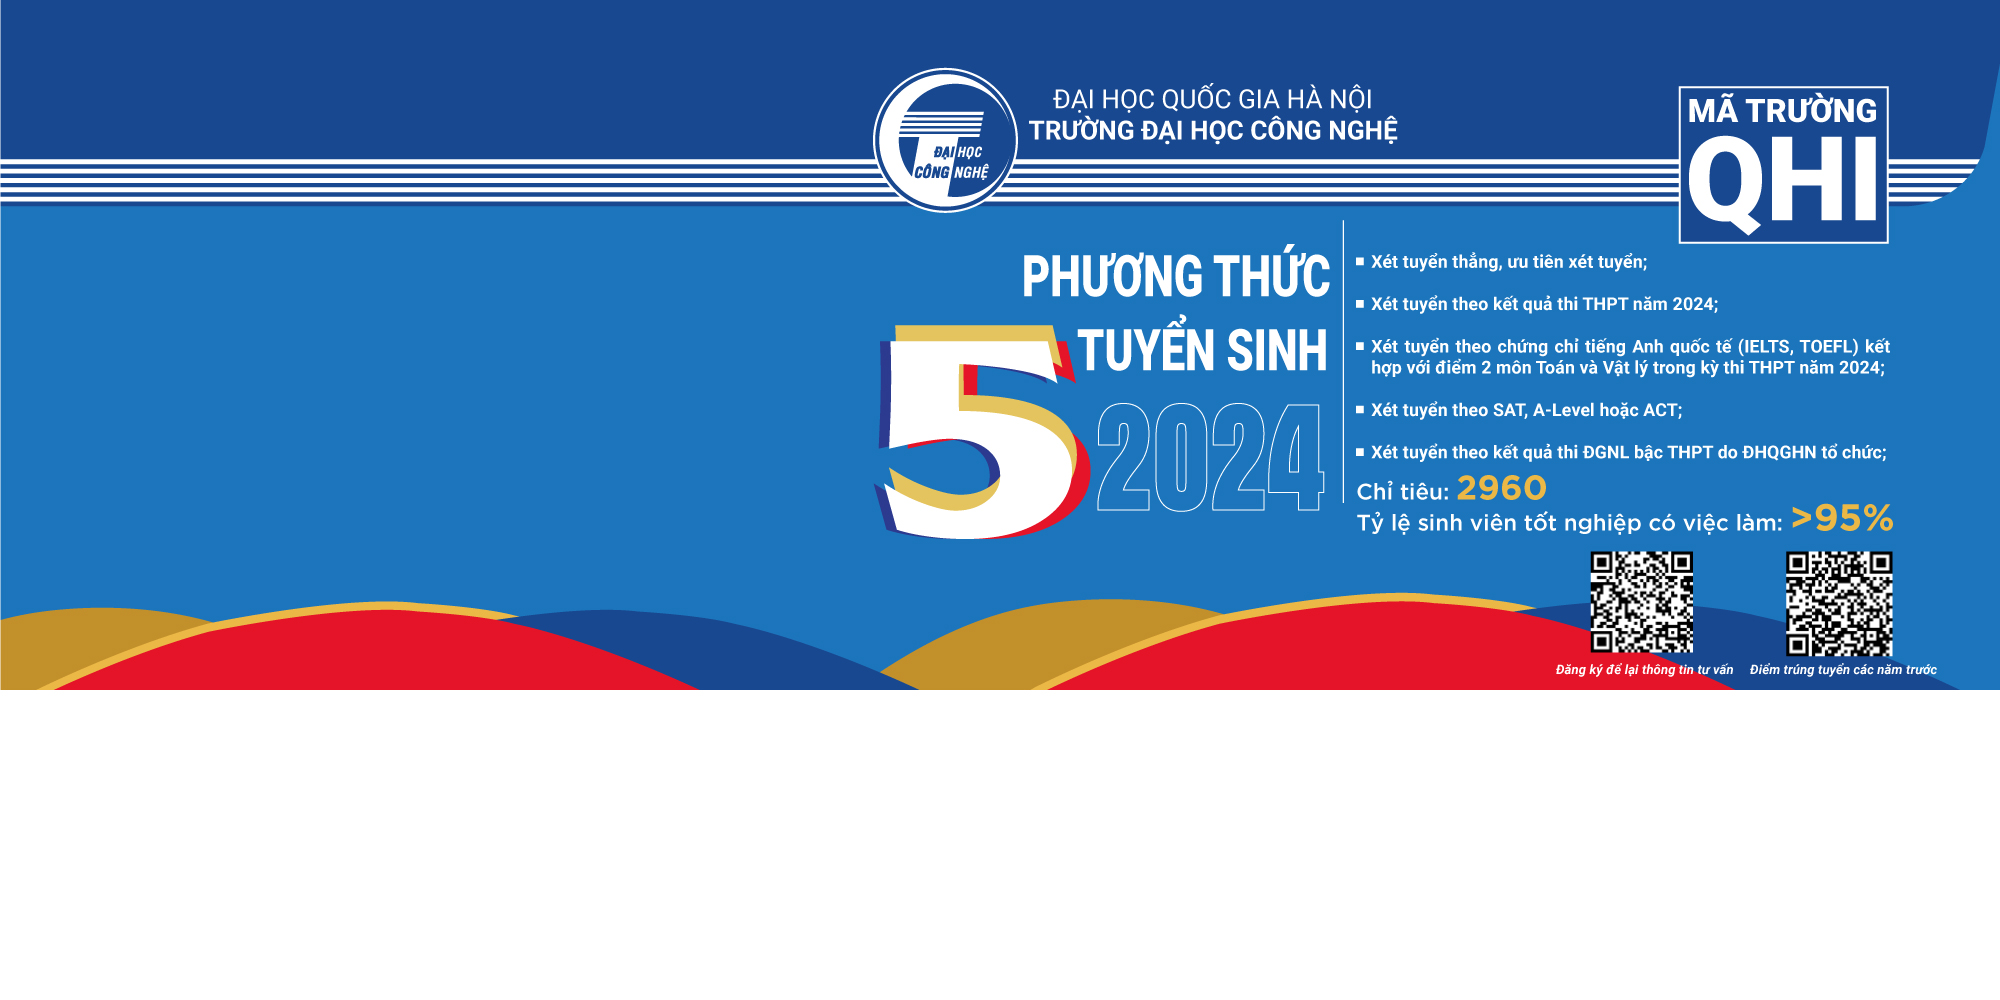 ĐẠI HỌC QUỐC GIA HÀ NỘI
TRƯỜNG ĐẠI HỌC CÔNG NGHỆ
ĐẠI HỌC
CÔNG NGHỆ
MÃ TRƯỜNG
QHI
5
PHƯƠNG THỨC
TUYỂN SINH
2024
▪ Xét tuyển thẳng, ưu tiên xét tuyển;
▪ Xét tuyển theo kết quả thi THPT năm 2024;
▪ Xét tuyển theo chứng chỉ tiếng Anh quốc tế (IELTS, TOEFL) kết
hợp với điểm 2 môn Toán và Vật lý trong kỳ thi THPT năm 2024;
▪ Xét tuyển theo SAT, A-Level hoặc ACT;
▪ Xét tuyển theo kết quả thi ĐGNL bậc THPT do ĐHQGHN tổ chức;
Chỉ tiêu: 2960
Tỷ lệ sinh viên tốt nghiệp có việc làm: >95%
Đăng ký để lại thông tin tư vấn
Điểm trúng tuyển các năm trước